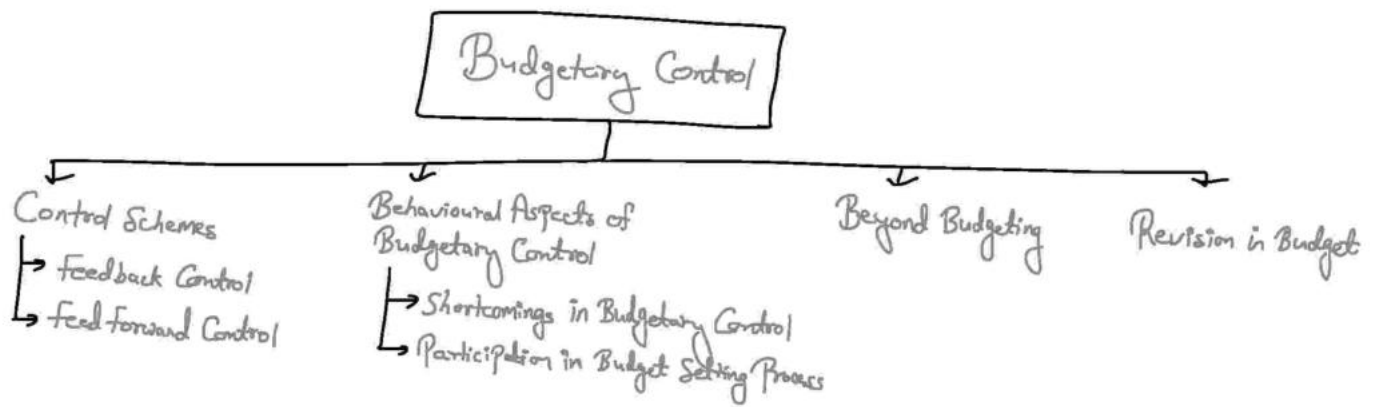 Budgetary Control
Control Schemes
Feedback Control
Feed forward Control
Behavioural Aspects of
Budgetary Control
Shortcomings in Budgetary Control
Participation in Budget Setting Process
Beyond Budgeting
Revision in Budget